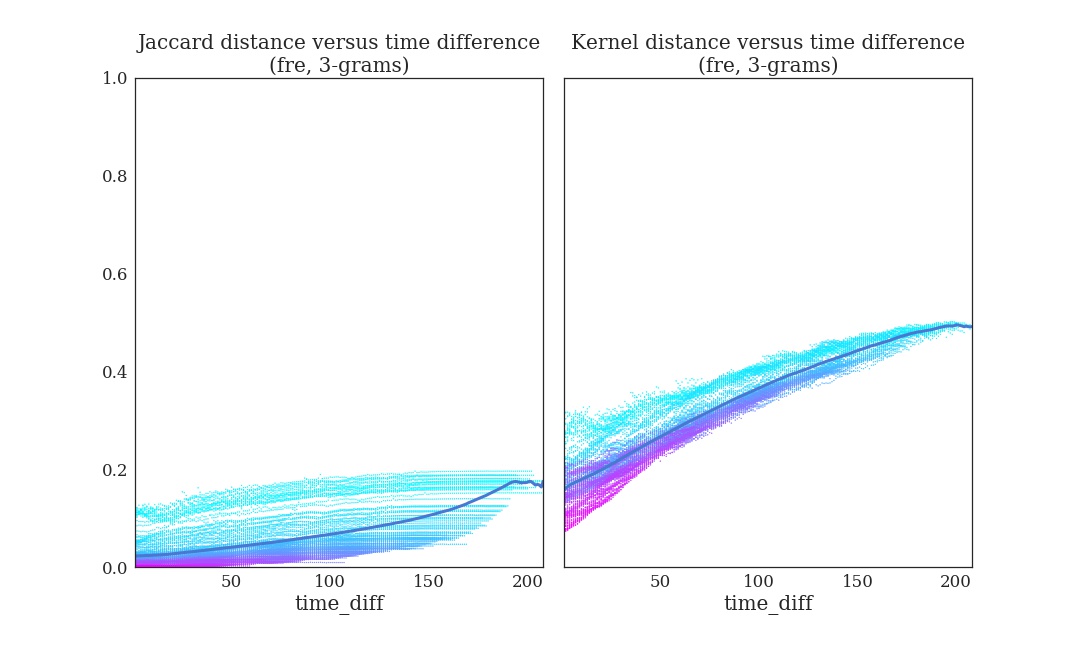 Jaccard distance versus time difference
(fre, 3-grams)
Kernel distance versus time difference
(fre, 3-grams)
1.0
0.8
0.6
0.4
0.2
0.0
50
100
150
200
50
100
150
200
time_diff
time_diff